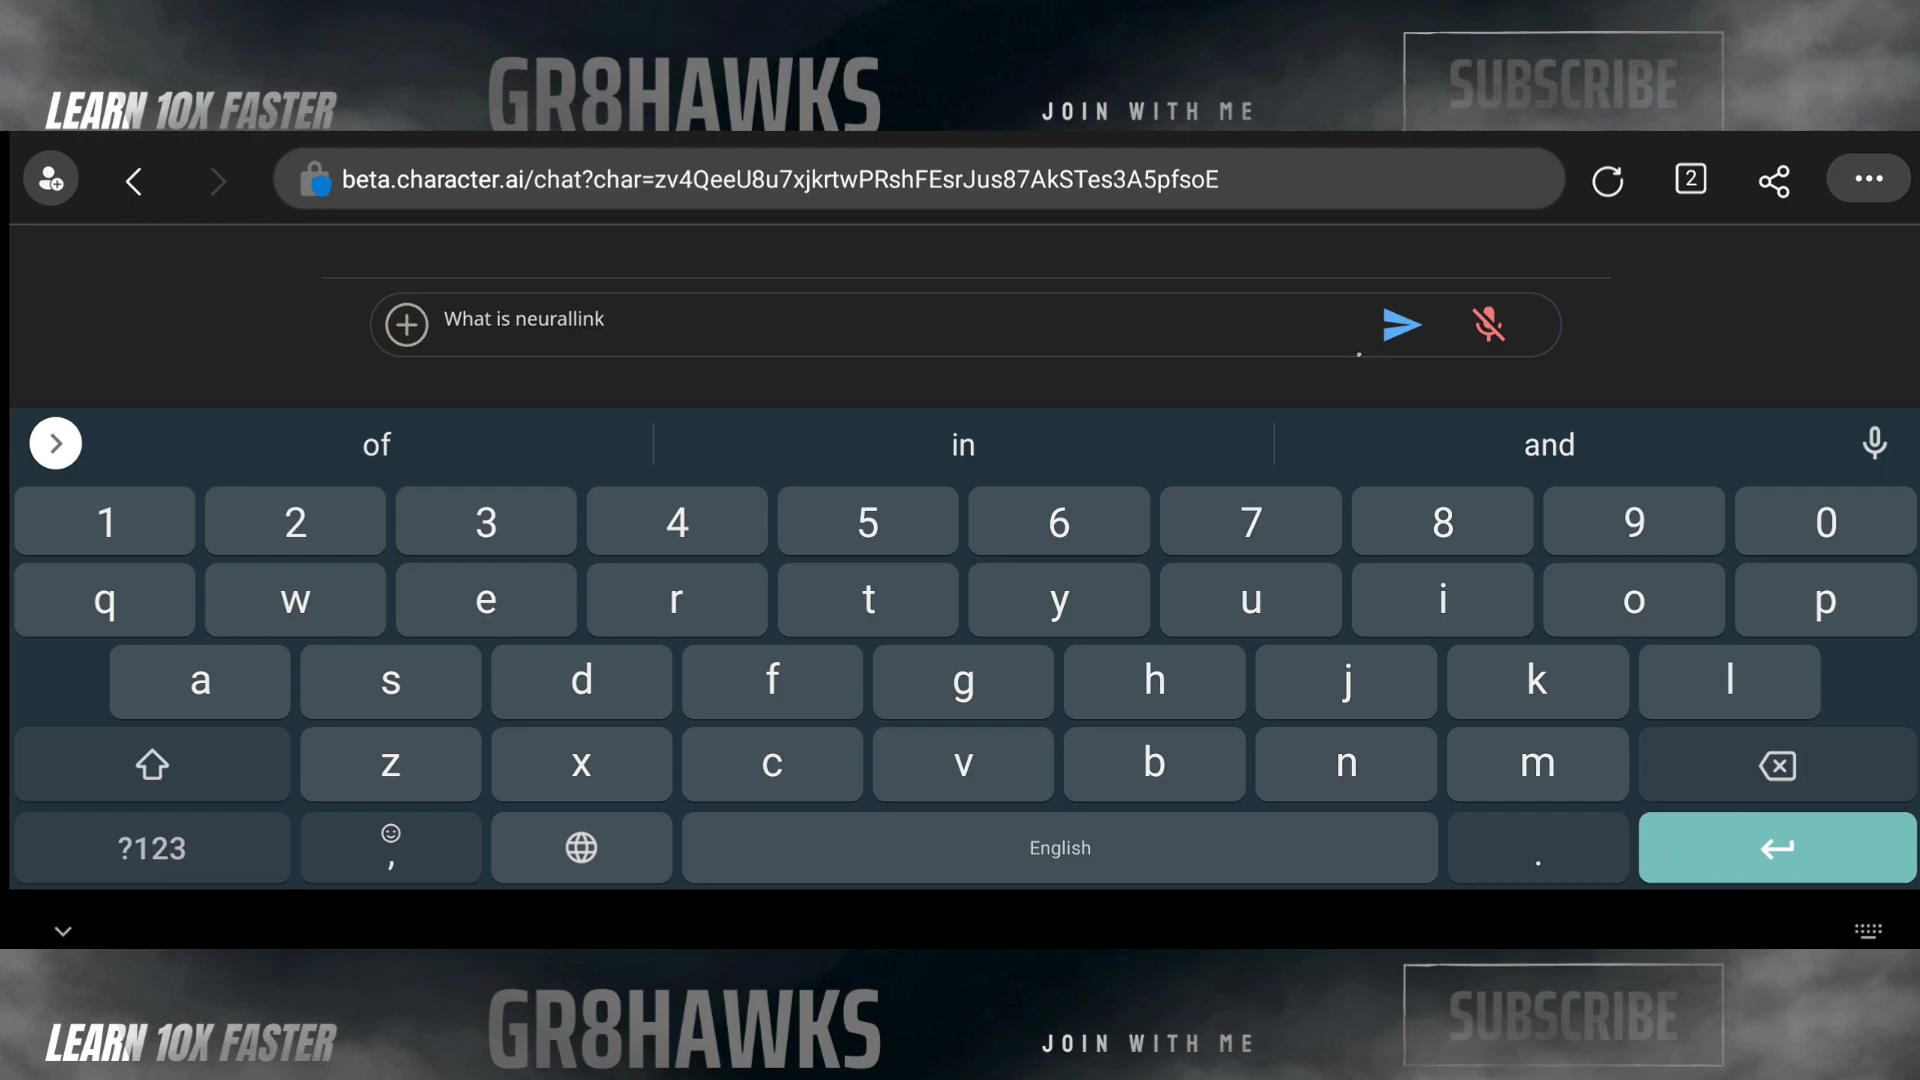 LEARN 10X FASTER
GR8HAWKS
JOIN WITH ME
SUBSCRIBE
beta.character.ai/chat?char=zv4QeeU8u7xjkrtwPRshFEsrJus87AkSTes3A5pfsoE
2
What is neurallink
of in and
1 2 3 4 5 6 7 8 9 0
q w e r t y u i o p
a s d f g h j k l
z x c v b n m
?123 , English .
LEARN 10X FASTER
GR8HAWKS
JOIN WITH ME
SUBSCRIBE